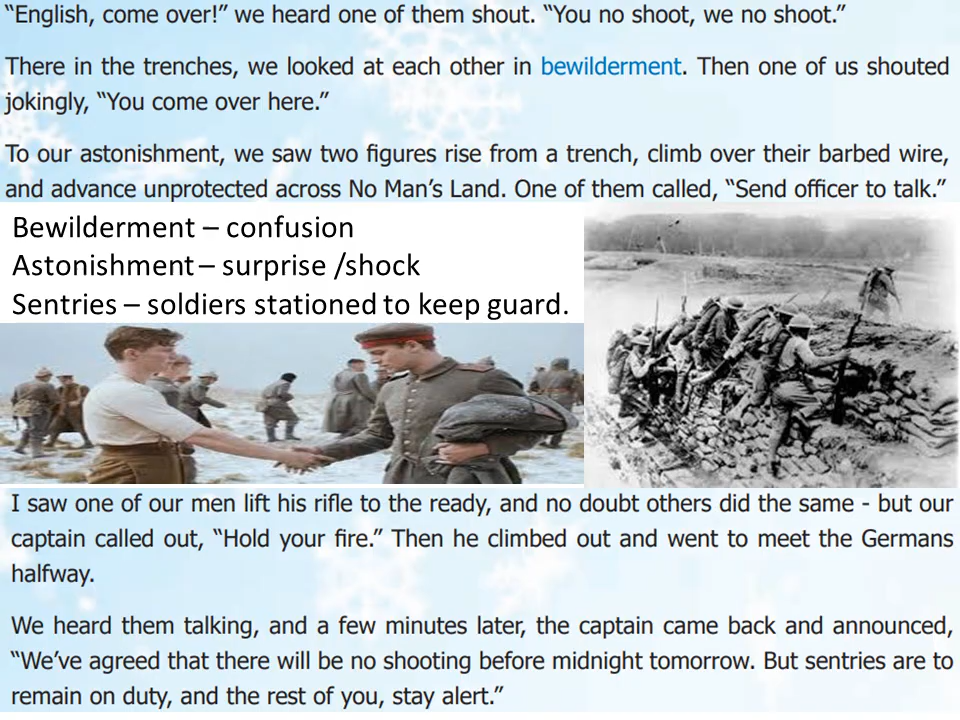 “English, come over!” we heard one of them shout. “You no shoot, we no shoot.”
There in the trenches, we looked at each other in bewilderment. Then one of us shouted
jokingly, “You come over here.”
To our astonishment, we saw two figures rise from a trench, climb over their barbed wire,
and advance unprotected across No Man’s Land. One of them called, “Send officer to talk.”
Bewilderment – confusion
Astonishment – surprise /shock
Sentries – soldiers stationed to keep guard.
I saw one of our men lift his rifle to the ready, and no doubt others did the same - but our
captain called out, “Hold your fire.” Then he climbed out and went to meet the Germans
halfway.
We heard them talking, and a few minutes later, the captain came back and announced,
“We’ve agreed that there will be no shooting before midnight tomorrow. But sentries are to
remain on duty, and the rest of you, stay alert.”